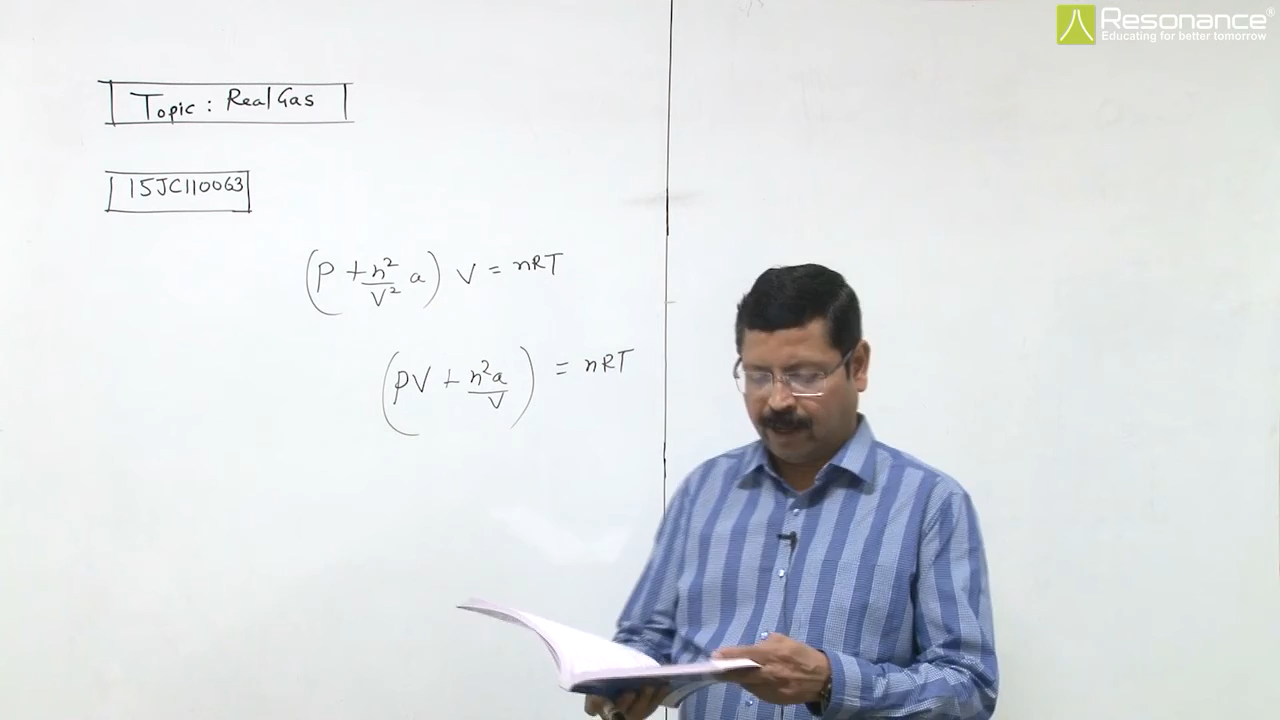 Resonance®
Educating for better tomorrow
Topic : Real Gas
15JC110063
(P + n²/V² a) V = nRT
(PV + n²a/V) = nRT